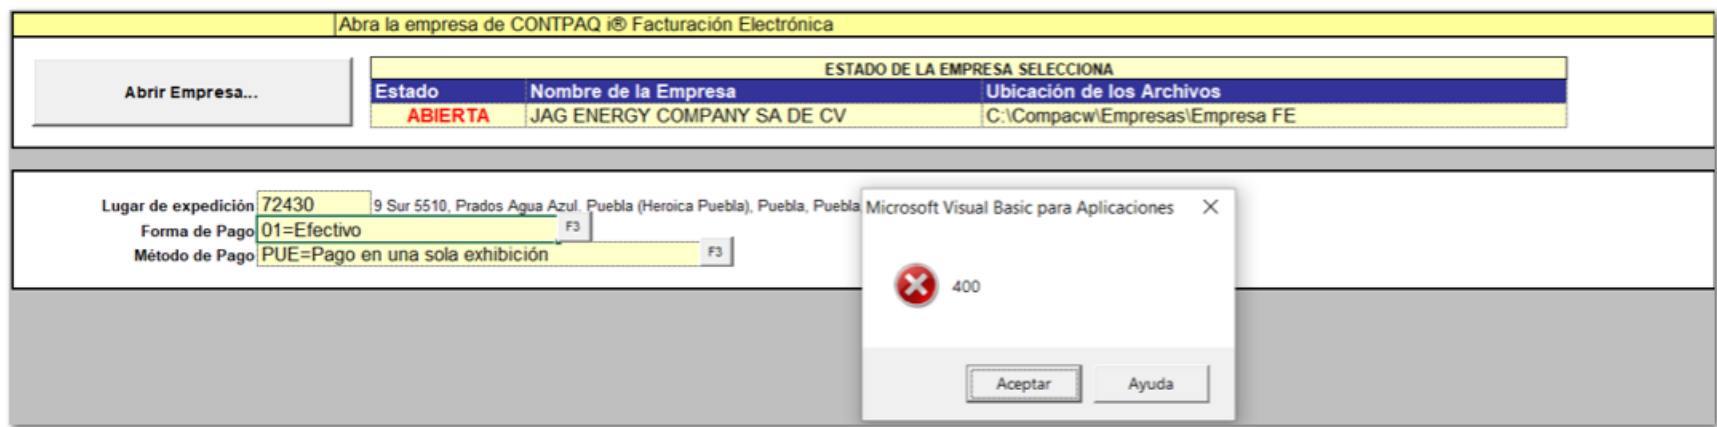 Abra la empresa de CONTPAQ i® Facturación Electrónica
Abrir Empresa...
ESTADO DE LA EMPRESA SELECCIONA
Estado Nombre de la Empresa Ubicación de los Archivos
ABIERTA JAG ENERGY COMPANY SA DE CV C:\Compacw\Empresas\Empresa FE
Lugar de expedición 72430 9 Sur 5510, Prados Agua Azul, Puebla (Heroica Puebla), Puebla, Puebla
Forma de Pago 01=Efectivo F3
Método de Pago PUE=Pago en una sola exhibición F3
Microsoft Visual Basic para Aplicaciones
400
Aceptar Ayuda